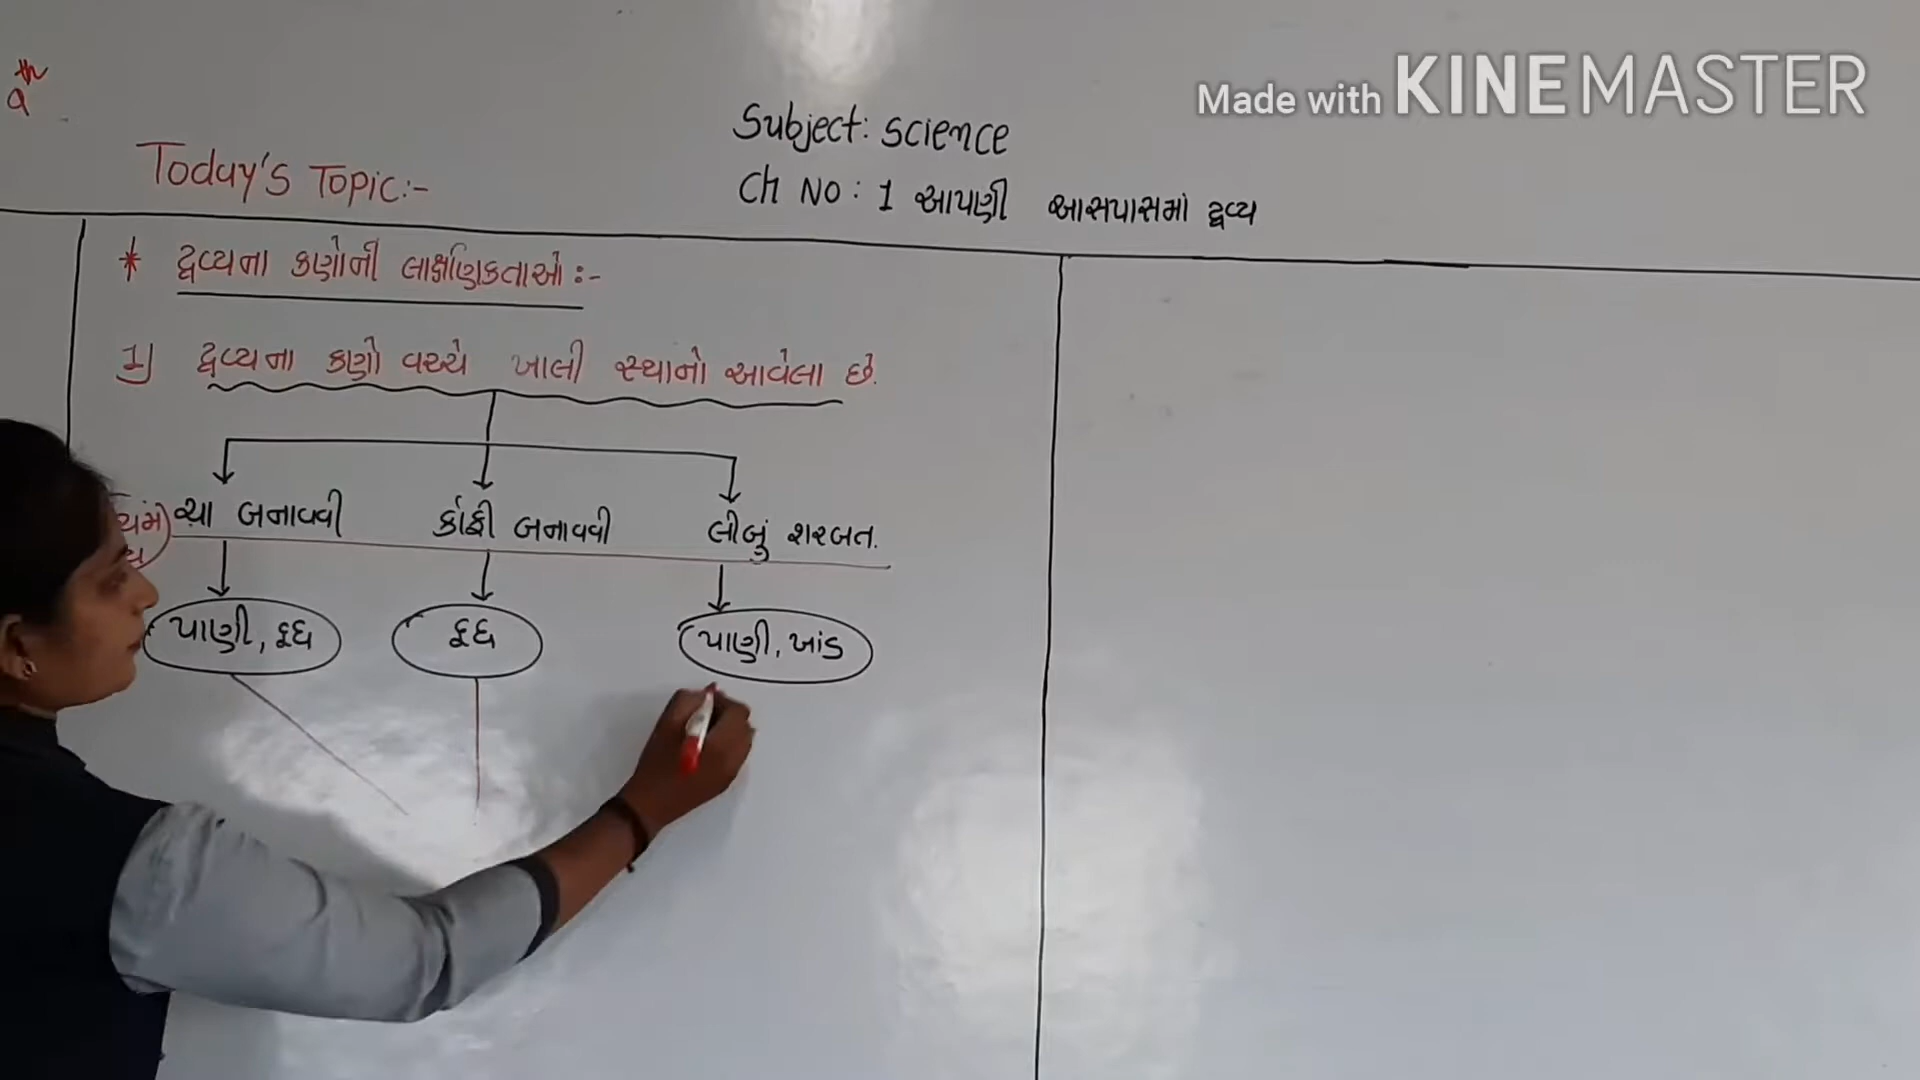 Made with KINEMASTER
9th
Subject: Science
Today's Topic:-
Ch No: 1 આપણી આસપાસમાં દ્રવ્ય
* દ્રવ્યના કણોની લાક્ષણિકતાઓ :-
1) દ્રવ્યના કણો વચ્ચે ખાલી સ્થાનો આવેલા છે.
ચા બનાવવી કોફી બનાવવી લીબું શરબત.
પાણી, દૂધ દૂધ પાણી, ખાંડ